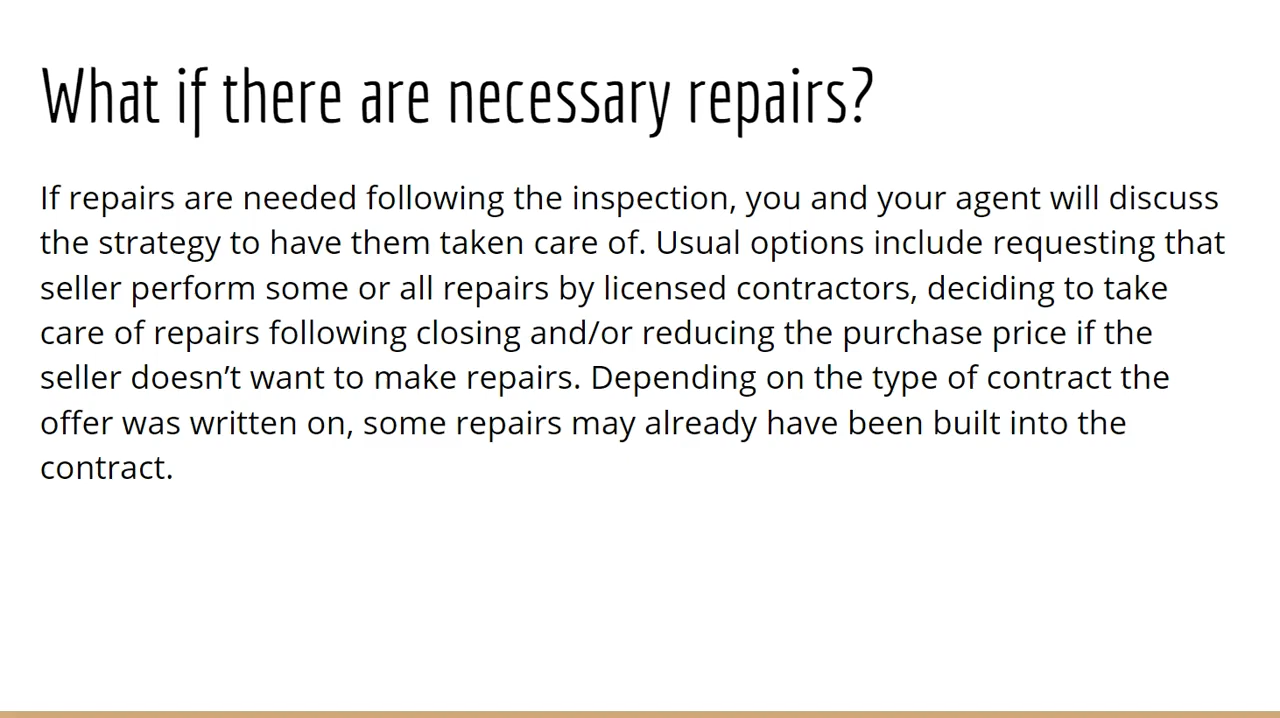 What if there are necessary repairs?
If repairs are needed following the inspection, you and your agent will discuss
the strategy to have them taken care of. Usual options include requesting that
seller perform some or all repairs by licensed contractors, deciding to take
care of repairs following closing and/or reducing the purchase price if the
seller doesn’t want to make repairs. Depending on the type of contract the
offer was written on, some repairs may already have been built into the
contract.